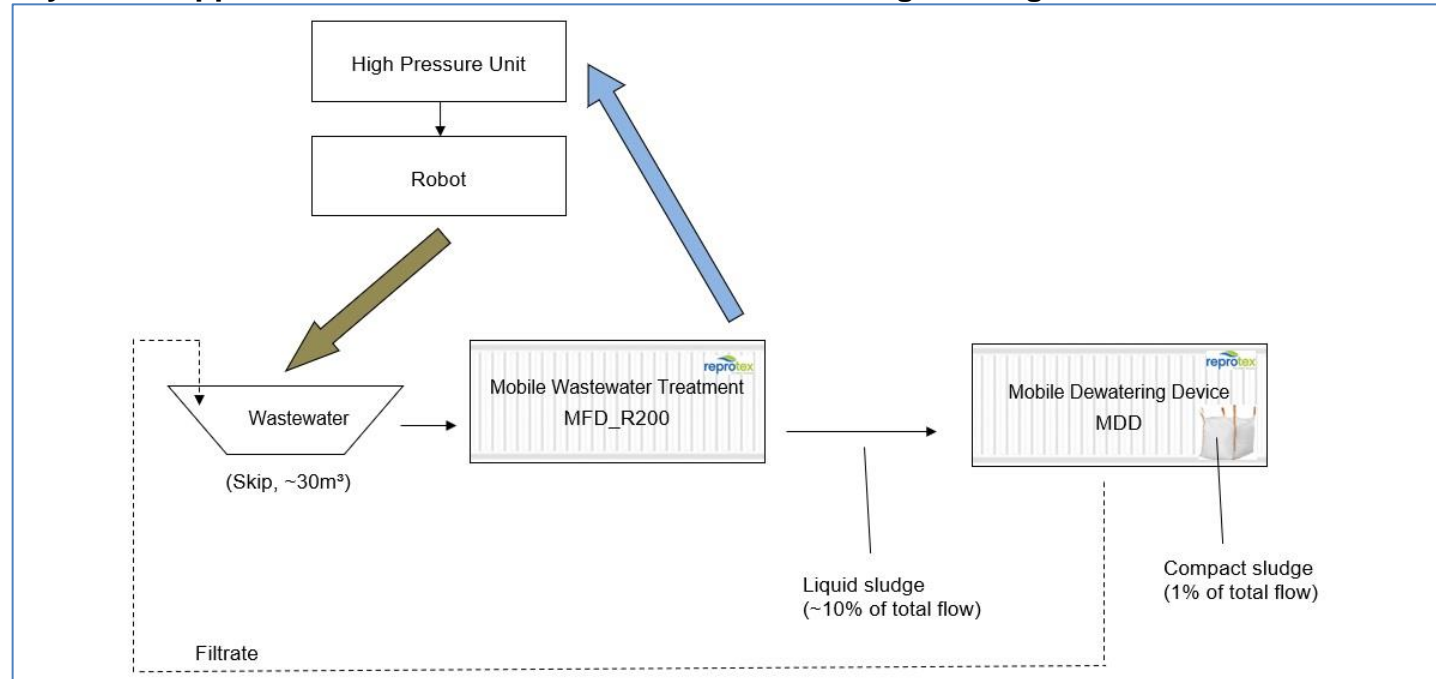 High Pressure Unit
Robot
Wastewater
(Skip, ~30m³)
reprotex
Mobile Wastewater Treatment
MFD_R200
reprotex
Mobile Dewatering Device
MDD
Liquid sludge
(~10% of total flow)
Compact sludge
(1% of total flow)
Filtrate